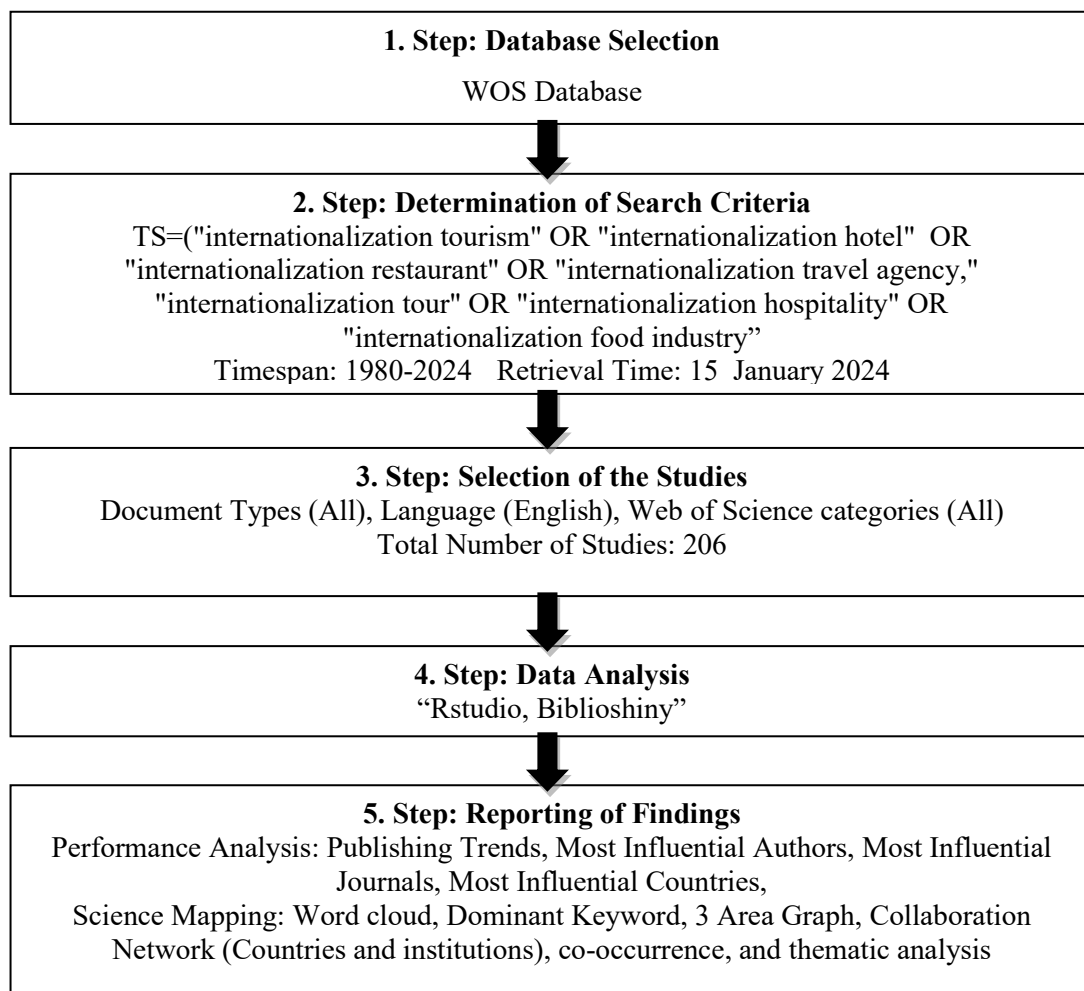 1. Step: Database Selection
WOS Database
2. Step: Determination of Search Criteria
TS=("internationalization tourism" OR "internationalization hotel" OR
"internationalization restaurant" OR "internationalization travel agency,"
"internationalization tour" OR "internationalization hospitality" OR
"internationalization food industry”
Timespan: 1980-2024 Retrieval Time: 15 January 2024
3. Step: Selection of the Studies
Document Types (All), Language (English), Web of Science categories (All)
Total Number of Studies: 206
4. Step: Data Analysis
“Rstudio, Biblioshiny”
5. Step: Reporting of Findings
Performance Analysis: Publishing Trends, Most Influential Authors, Most Influential
Journals, Most Influential Countries,
Science Mapping: Word cloud, Dominant Keyword, 3 Area Graph, Collaboration
Network (Countries and institutions), co-occurrence, and thematic analysis